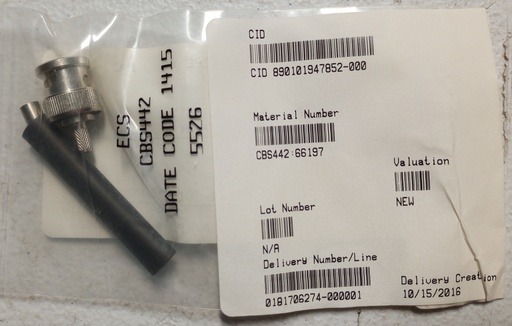 ECS
CBS442
DATE CODE 1415
5526
CID
CID 890101947852-000
Material Number
CBS442:66197
Valuation
NEW
Lot Number
N/A
Delivery Number/Line
0101706274-000001
Delivery Creation
10/15/2016